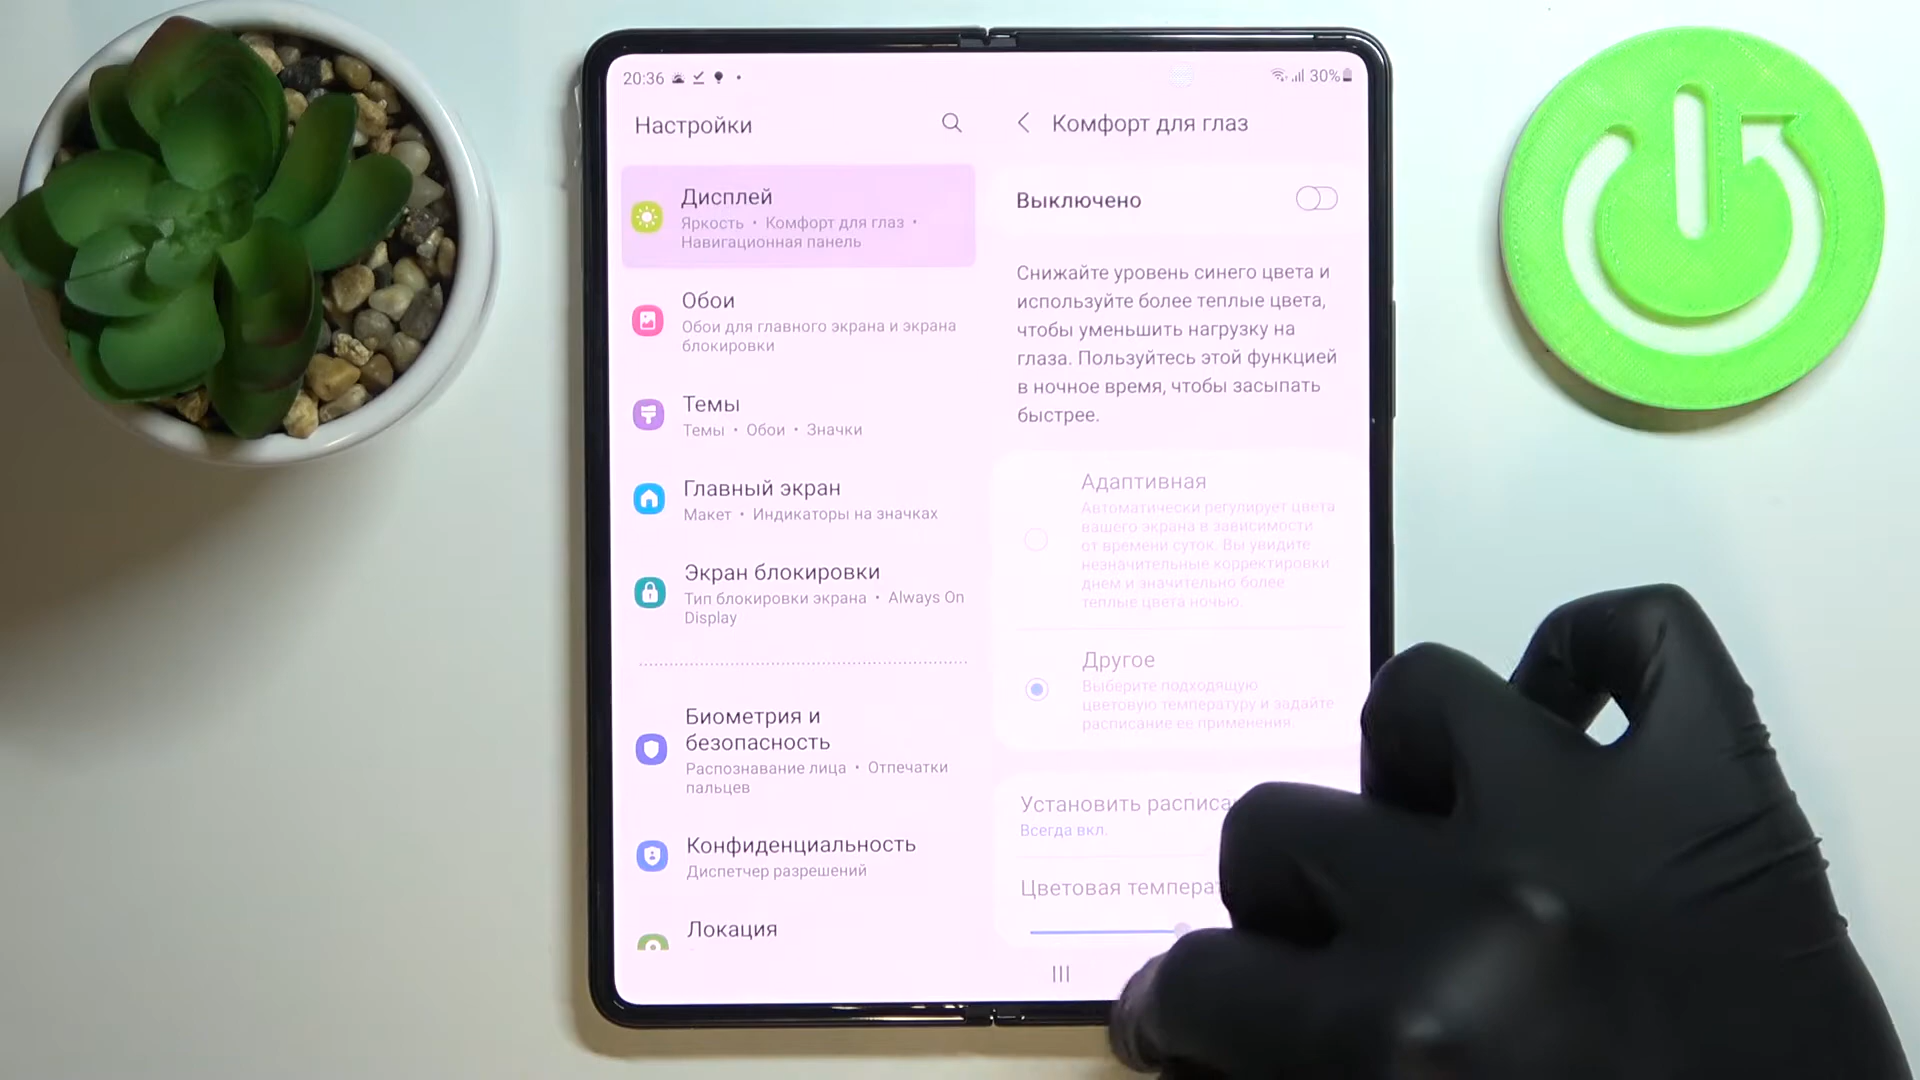 20:36
30%
Настройки
Дисплей
Яркость • Комфорт для глаз •
Навигационная панель
Обои
Обои для главного экрана и экрана
блокировки
Темы
Темы • Обои • Значки
Главный экран
Макет • Индикаторы на значках
Экран блокировки
Тип блокировки экрана • Always On
Display
Биометрия и
безопасность
Распознавание лица • Отпечатки
пальцев
Конфиденциальность
Диспетчер разрешений
Локация
Комфорт для глаз
Выключено
Снижайте уровень синего цвета и
используйте более теплые цвета,
чтобы уменьшить нагрузку на
глаза. Пользуйтесь этой функцией
в ночное время, чтобы засыпать
быстрее.
Адаптивная
Автоматически регулирует цвета
вашего экрана в зависимости
от времени суток. Вы увидите
незначительные корректировки
днем и значительно более
теплые цвета ночью.
Другое
Выберите подходящую
цветовую температуру и задайте
расписание ее применения.
Установить расписа
Всегда вкл.
Цветовая температ